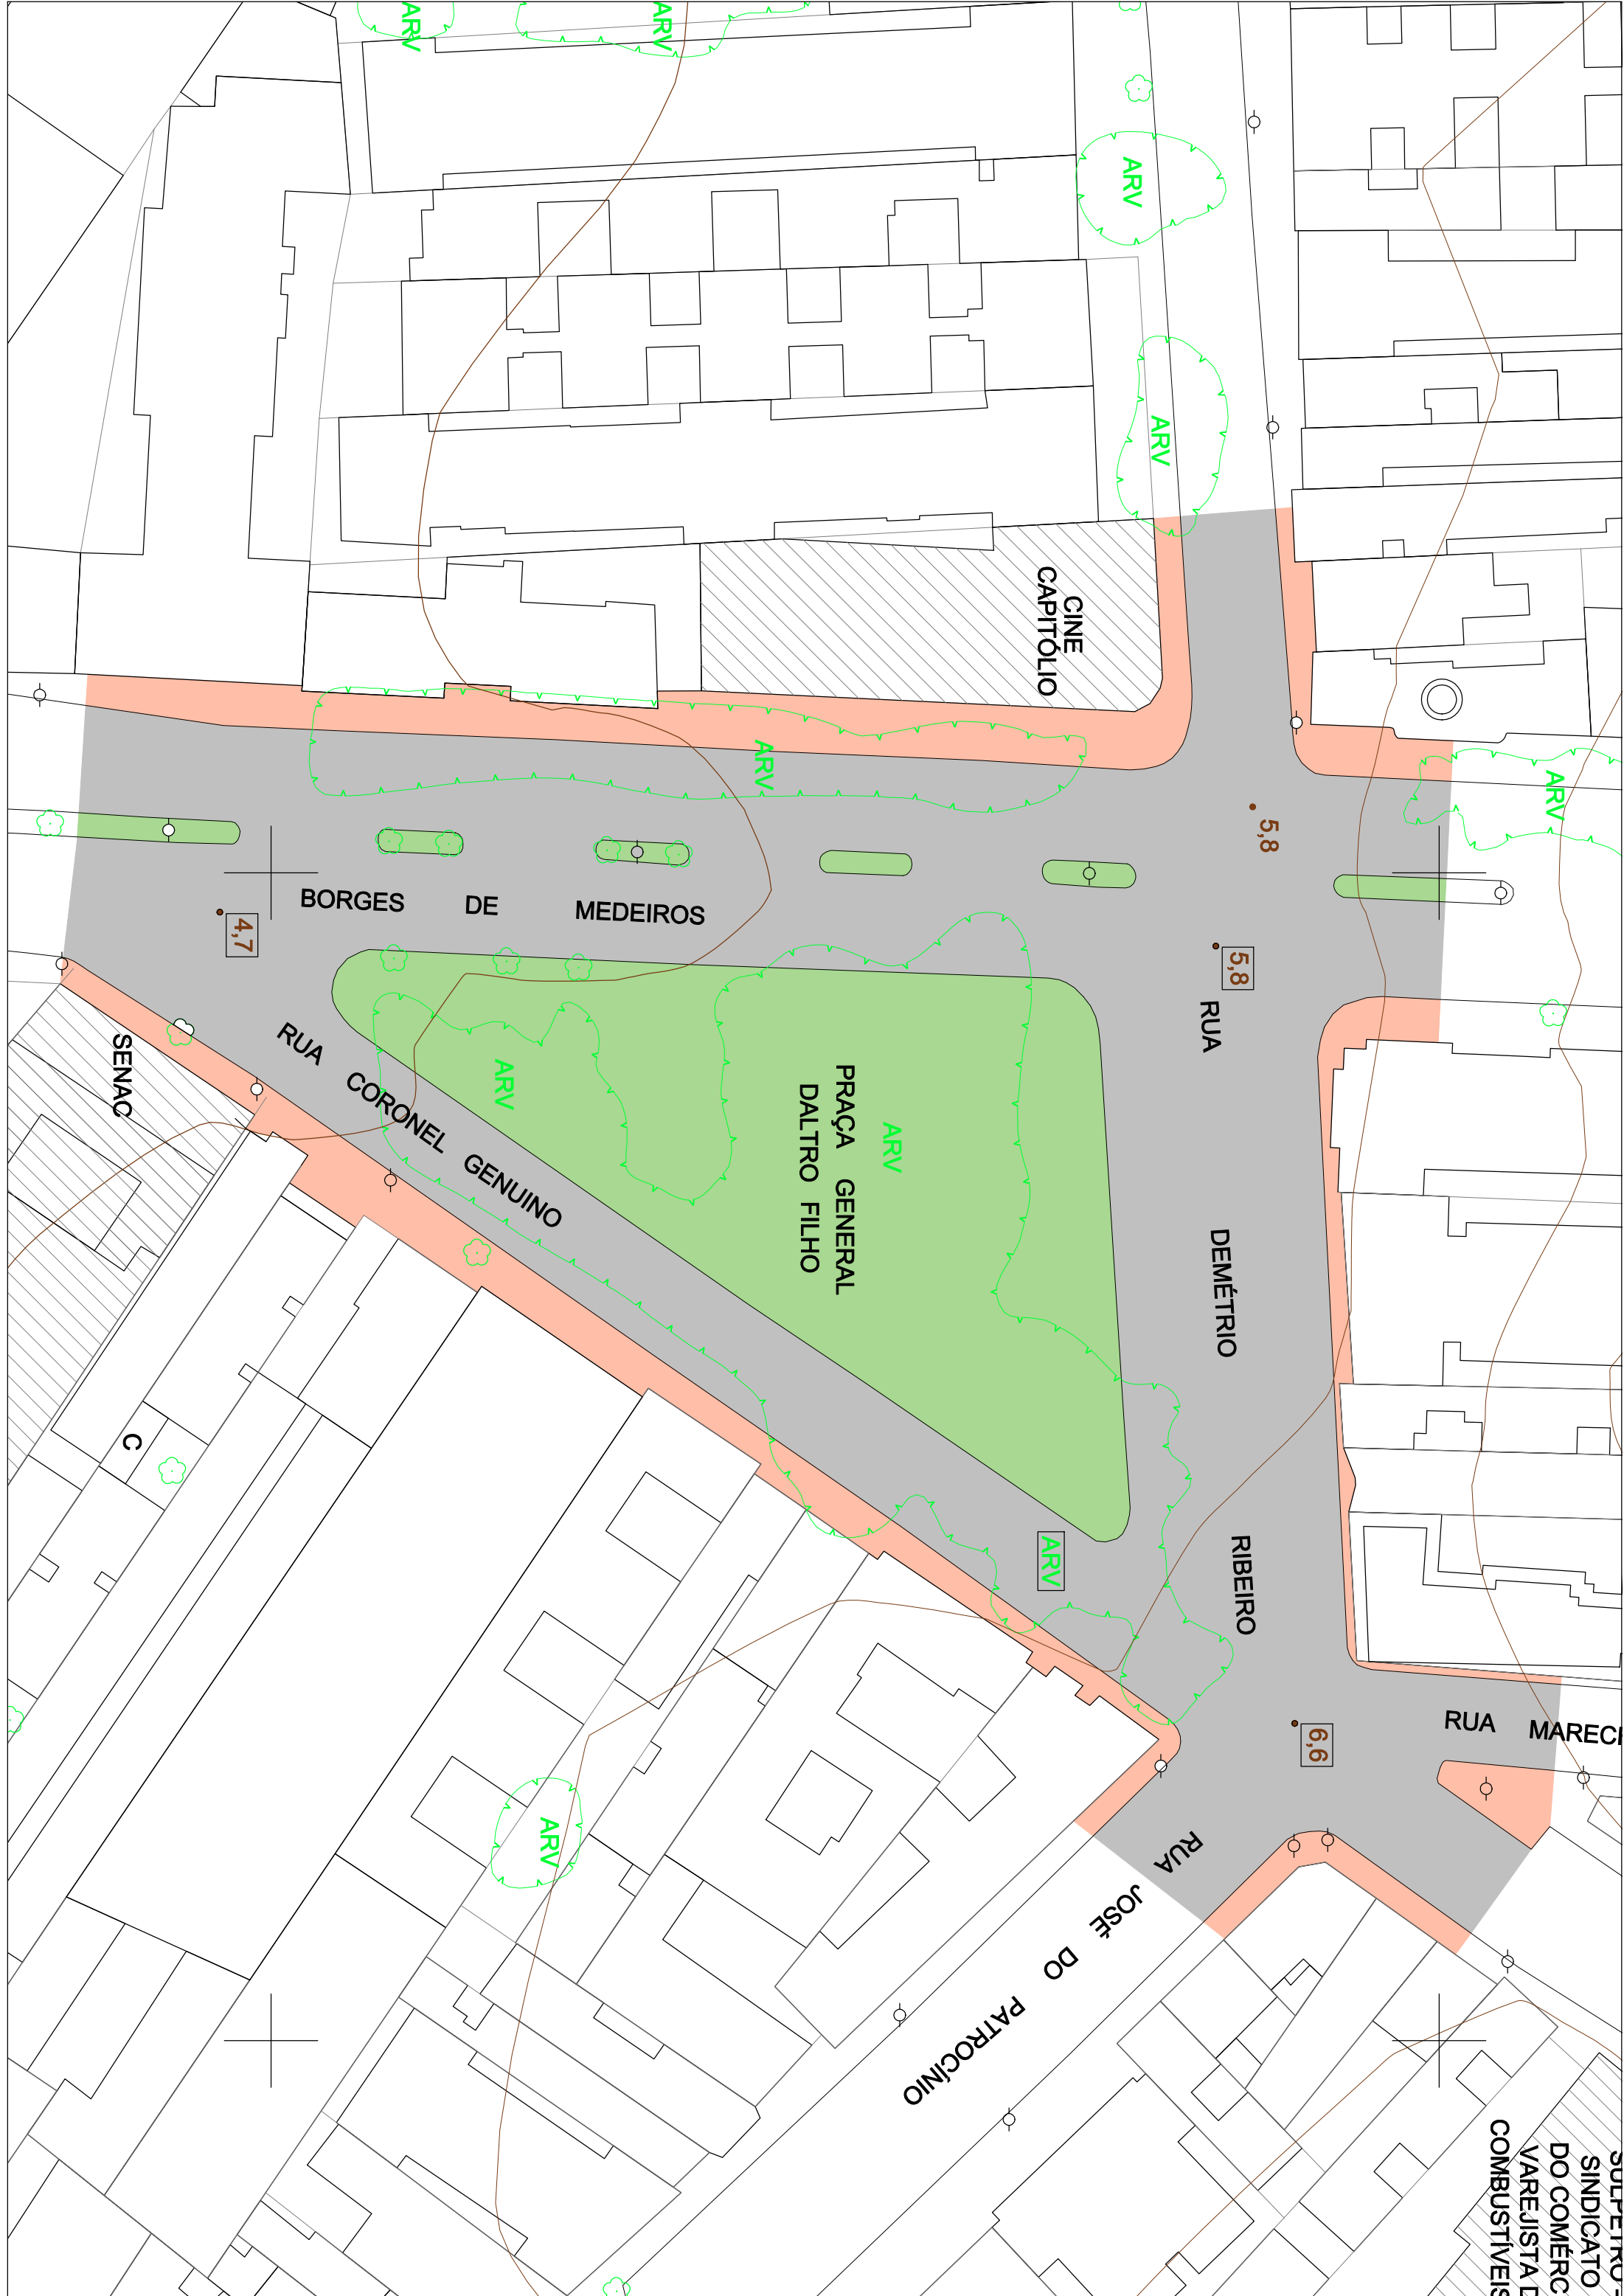 ARV
ARV
ARV
ARV
CINE
CAPITÓLIO
ARV
ARV
5,8
5,8
BORGES DE MEDEIROS
4,7
SENAC
RUA CORONEL GENUINO
ARV
ARV
PRAÇA GENERAL
DALTRO FILHO
RUA DEMÉTRIO RIBEIRO
C
ARV
6,6
RUA
ARV
RUA JOSÉ DO PATROCÍNIO
SINDICATO
DO
VAREJISTA
COMBUSTÍVEIS